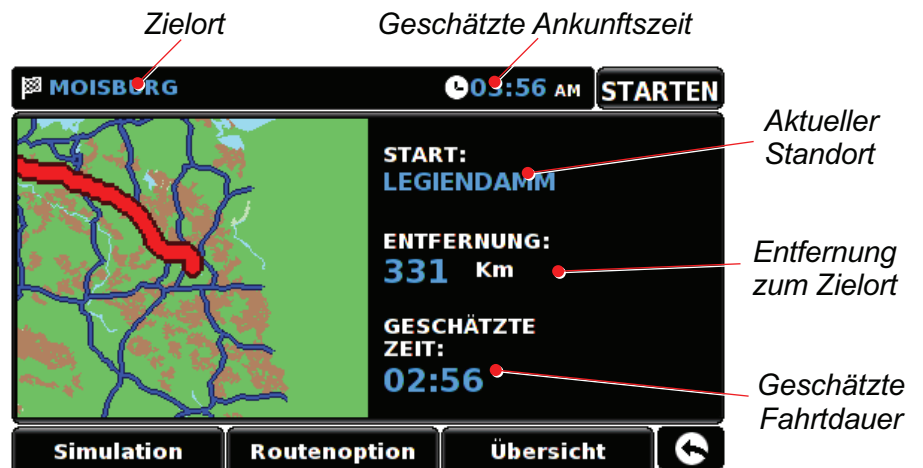 Zielort
Geschätzte Ankunftszeit
MOISBURG
03:56 AM
STARTEN
Aktueller
Standort
START:
LEGIENDAMM
ENTFERNUNG:
331 Km
Entfernung
zum Zielort
GESCHÄTZTE
ZEIT:
02:56
Geschätzte
Fahrtdauer
Simulation
Routenoption
Übersicht